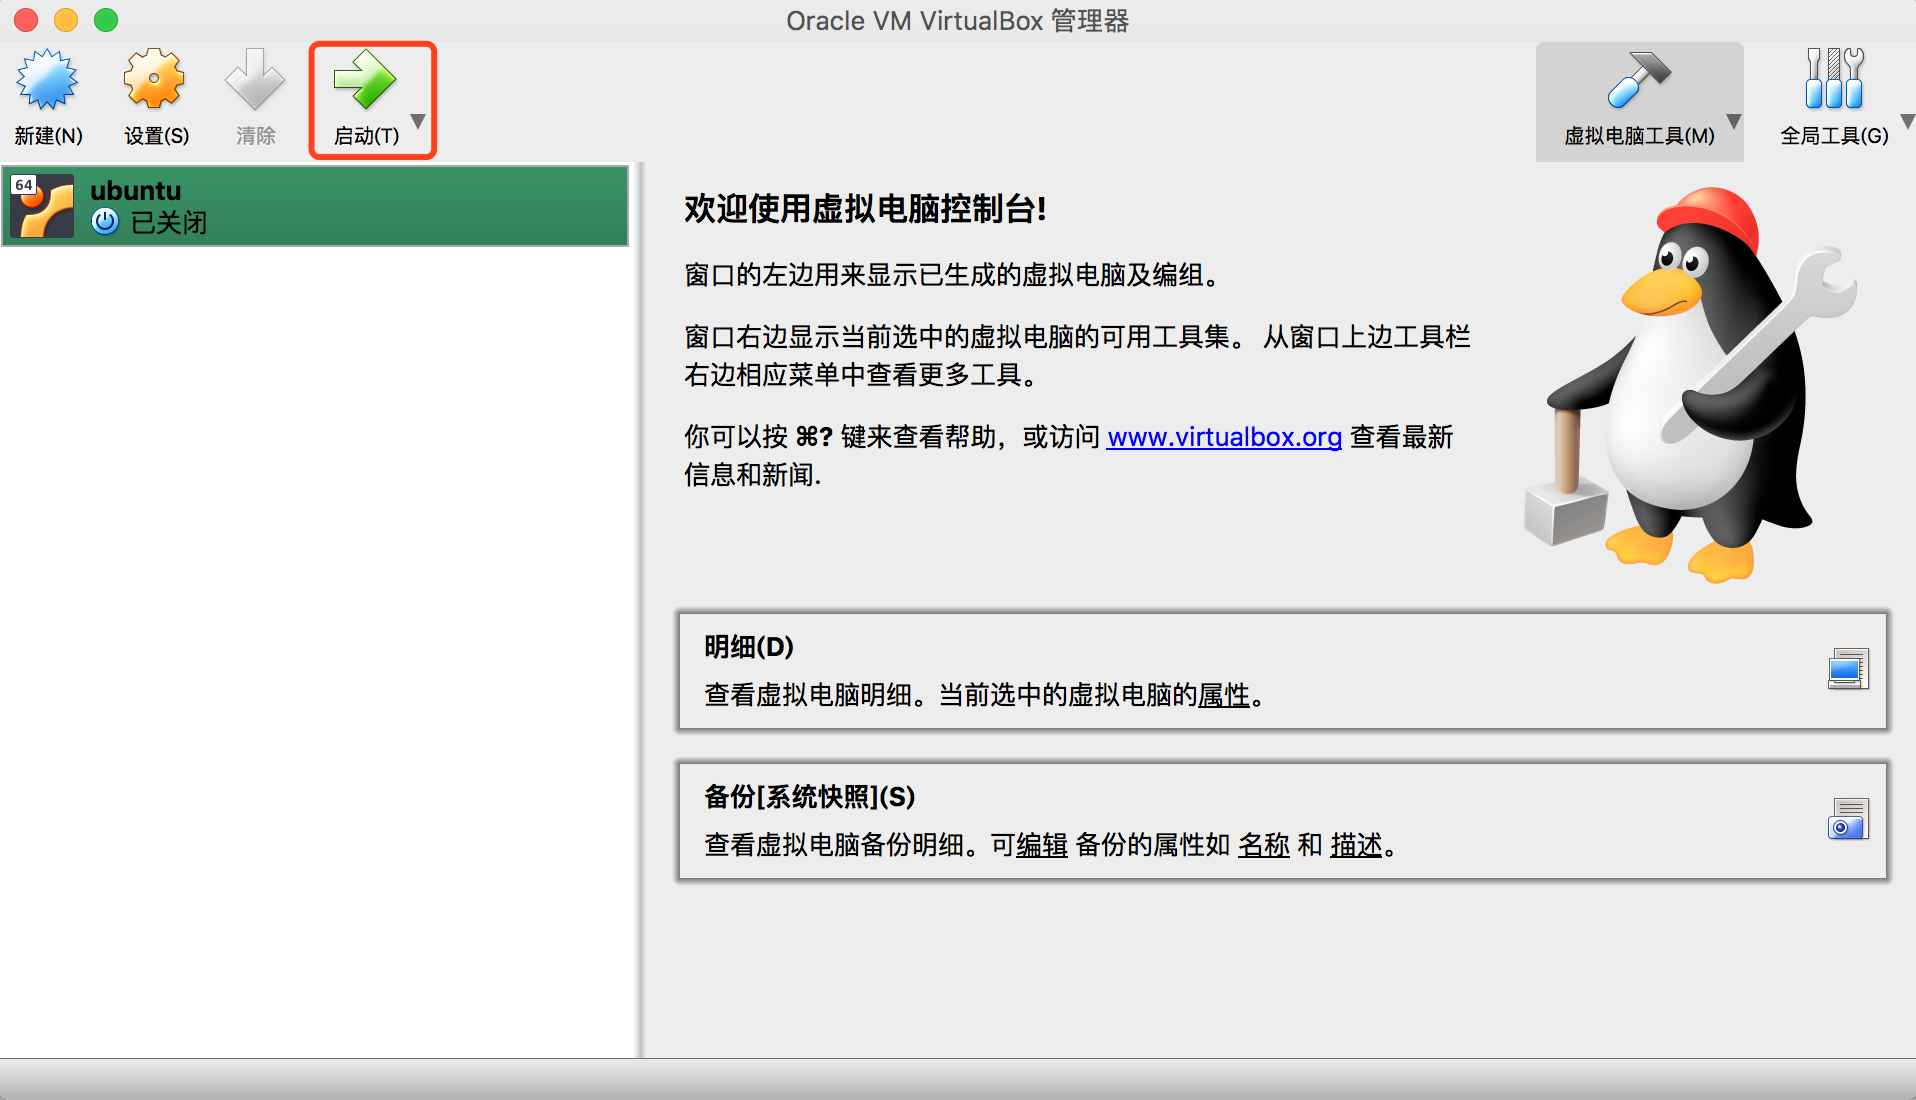 Oracle VM VirtualBox 管理器
新建(N)
设置(S)
清除
启动(T)
虚拟电脑工具(M)
全局工具(G)
64
ubuntu
已关闭
欢迎使用虚拟电脑控制台!
窗口的左边用来显示已生成的虚拟电脑及编组。
窗口右边显示当前选中的虚拟电脑的可用工具集。 从窗口上边工具栏
右边相应菜单中查看更多工具。
你可以按 ⌘? 键来查看帮助，或访问 www.virtualbox.org 查看最新
信息和新闻.
明细(D)
查看虚拟电脑明细。当前选中的虚拟电脑的属性。
备份[系统快照](S)
查看虚拟电脑备份明细。可编辑 备份的属性如 名称 和 描述。